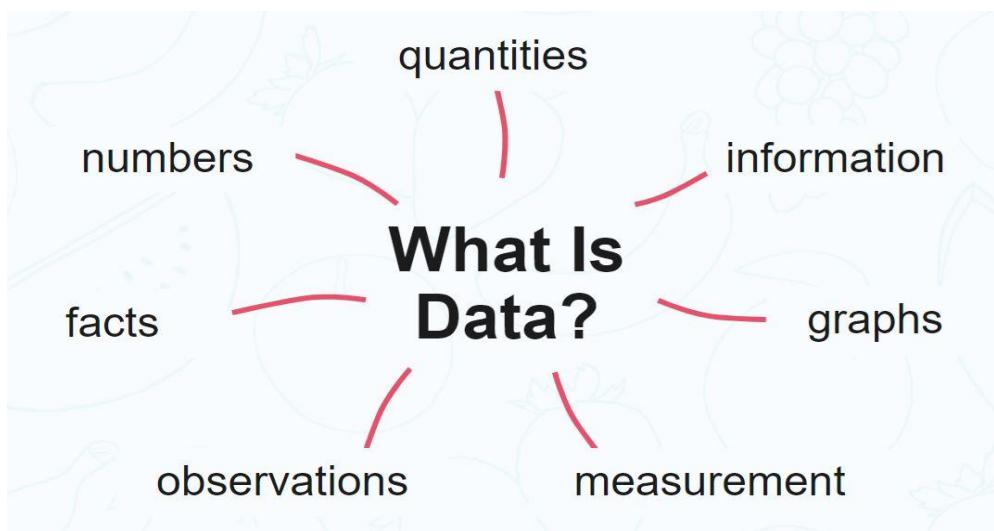 quantities
numbers
information
What Is
Data?
facts
graphs
observations
measurement